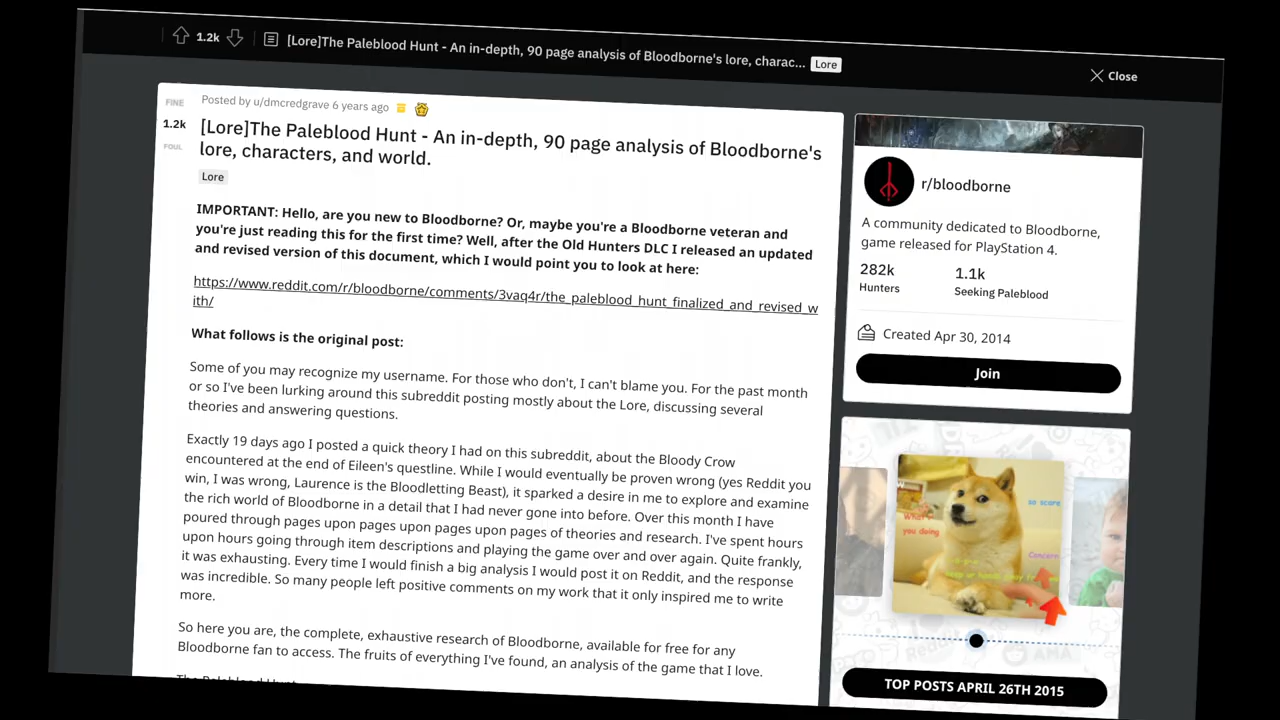 1.2k
[Lore]The Paleblood Hunt - An in-depth, 90 page analysis of Bloodborne's lore, charac...
Lore
Close
FINE
1.2k
FOUL
Posted by u/dmcredgrave 6 years ago
[Lore]The Paleblood Hunt - An in-depth, 90 page analysis of Bloodborne's
lore, characters, and world.
Lore
IMPORTANT: Hello, are you new to Bloodborne? Or, maybe you're a Bloodborne veteran and
you're just reading this for the first time? Well, after the Old Hunters DLC I released an updated
and revised version of this document, which I would point you to look at here:
https://www.reddit.com/r/bloodborne/comments/3vaq4r/the_paleblood_hunt_finalized_and_revised_w
ith/
What follows is the original post:
Some of you may recognize my username. For those who don't, I can't blame you. For the past month
or so I've been lurking around this subreddit posting mostly about the Lore, discussing several
theories and answering questions.
Exactly 19 days ago I posted a quick theory I had on this subreddit, about the Bloody Crow
encountered at the end of Eileen's questline. While I would eventually be proven wrong (yes Reddit you
win, I was wrong, Laurence is the Bloodletting Beast), it sparked a desire in me to explore and examine
the rich world of Bloodborne in a detail that I had never gone into before. Over this month I have
poured through pages upon pages upon pages upon pages of theories and research. I've spent hours
upon hours going through item descriptions and playing the game over and over again. Quite frankly,
it was exhausting. Every time I would finish a big analysis I would post it on Reddit, and the response
was incredible. So many people left positive comments on my work that it only inspired me to write
more.
So here you are, the complete, exhaustive research of Bloodborne, available for free for any
Bloodborne fan to access. The fruits of everything I've found, an analysis of the game that I love.
The Paleblood Hunt
r/bloodborne
A community dedicated to Bloodborne,
game released for PlayStation 4.
282k
Hunters
1.1k
Seeking Paleblood
Created Apr 30, 2014
Join
so scare
you doing
Concern
TOP POSTS APRIL 26TH 2015